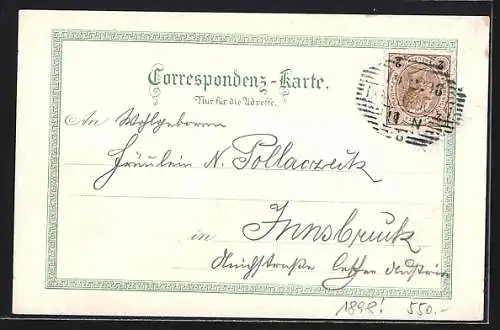 Correspondenz-Karte.
Nur für die Adresse.
An Wohlgeboren
Fräulein N. Pollaczek
in Innsbruck
1898! 550.-